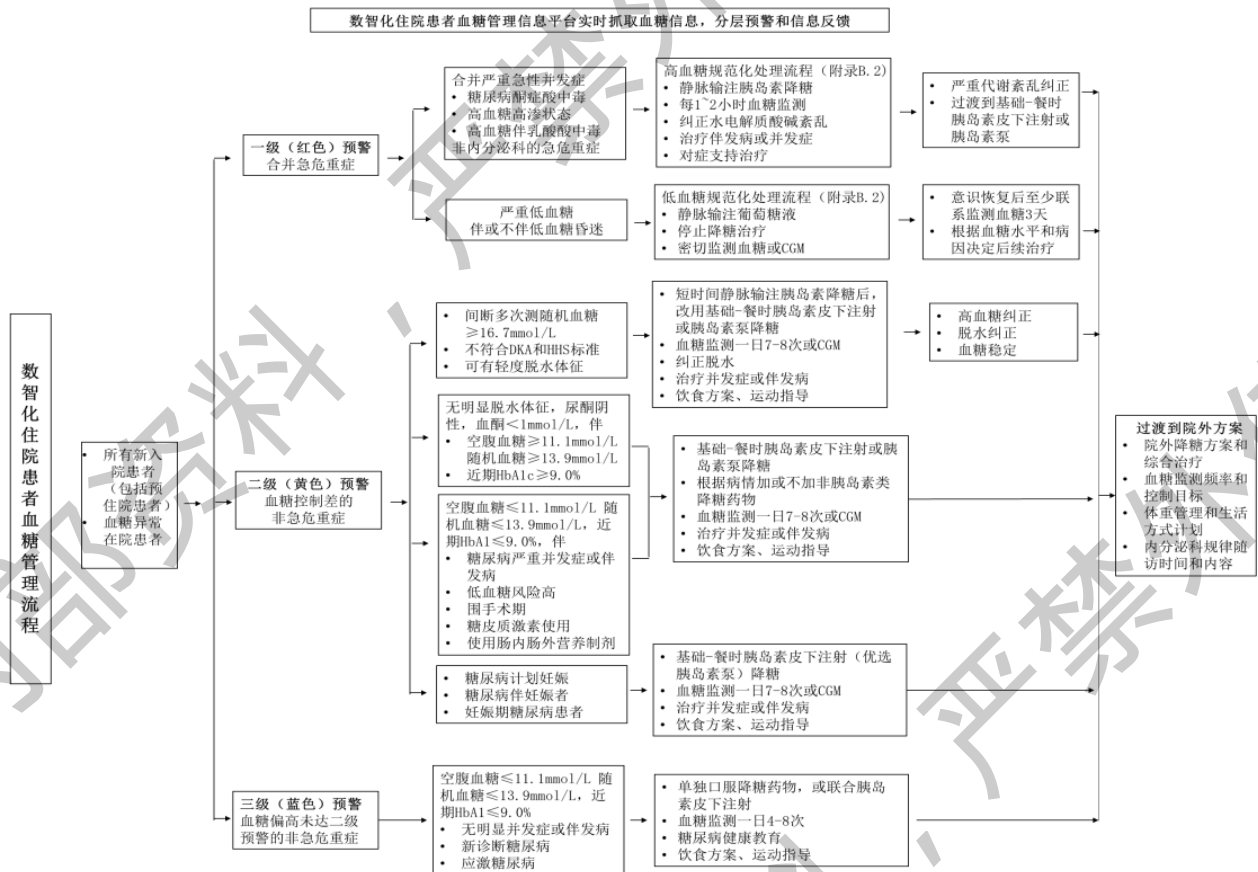 数智化住院患者血糖管理信息平台实时抓取血糖信息，分层预警和信息反馈
数智化住院患者血糖管理流程
• 所有新入
院患者
（包括预
住院患者）
• 血糖异常
在院患者
一级（红色）预警
合并急危重症
合并严重急性并发症
• 糖尿病酮症酸中毒
• 高血糖高渗状态
• 高血糖伴乳酸酸中毒
非内分泌科的急危重症
高血糖规范化处理流程（附录B.2）
• 静脉输注胰岛素降糖
• 每1~2小时血糖监测
• 纠正水电解质酸碱紊乱
• 治疗伴发病或并发症
• 对症支持治疗
• 严重代谢紊乱纠正
• 过渡到基础-餐时
胰岛素皮下注射或
胰岛素泵
严重低血糖
伴或不伴低血糖昏迷
低血糖规范化处理流程（附录B.2）
• 静脉输注葡萄糖液
• 停止降糖治疗
• 密切监测血糖或CGM
• 意识恢复后至少联
系监测血糖3天
• 根据血糖水平和病
因决定后续治疗
二级（黄色）预警
血糖控制差的
非急危重症
• 间断多次测随机血糖
≥16.7mmol/L
• 不符合DKA和HHS标准
• 可有轻度脱水体征
• 短时间静脉输注胰岛素降糖后，
改用基础-餐时胰岛素皮下注射
或胰岛素泵降糖
• 血糖监测一日7-8次或CGM
• 纠正脱水
• 治疗并发症或伴发病
• 饮食方案、运动指导
• 高血糖纠正
• 脱水纠正
• 血糖稳定
无明显脱水体征，尿酮阴
性，血酮＜1mmol/L，伴
• 空腹血糖≥11.1mmol/L
随机血糖≥13.9mmol/L
• 近期HbA1c≥9.0%
空腹血糖≤11.1mmol/L 随
机血糖≤13.9mmol/L，近
期HbA1≤9.0%，伴
• 糖尿病严重并发症或伴
发病
• 低血糖风险高
• 围手术期
• 糖皮质激素使用
• 使用肠内肠外营养制剂
• 基础-餐时胰岛素皮下注射或胰
岛素泵降糖
• 根据病情加或不加非胰岛素类
降糖药物
• 血糖监测一日7-8次或CGM
• 治疗并发症或伴发病
• 饮食方案、运动指导
• 糖尿病计划妊娠
• 糖尿病伴妊娠者
• 妊娠期糖尿病患者
• 基础-餐时胰岛素皮下注射（优选
胰岛素泵）降糖
• 血糖监测一日7-8次或CGM
• 治疗并发症或伴发病
• 饮食方案、运动指导
三级（蓝色）预警
血糖偏高未达二级
预警的非急危重症
空腹血糖≤11.1mmol/L 随
机血糖≤13.9mmol/L，近
期HbA1≤9.0%
• 无明显并发症或伴发病
• 新诊断糖尿病
• 应激糖尿病
• 单独口服降糖药物，或联合胰岛
素皮下注射
• 血糖监测一日4-8次
• 糖尿病健康教育
• 饮食方案、运动指导
过渡到院外方案
• 院外降糖方案和
综合治疗
• 血糖监测频率和
控制目标
• 体重管理和生活
方式计划
• 内分泌科规律随
访时间和内容
部资料，严禁外
严禁外